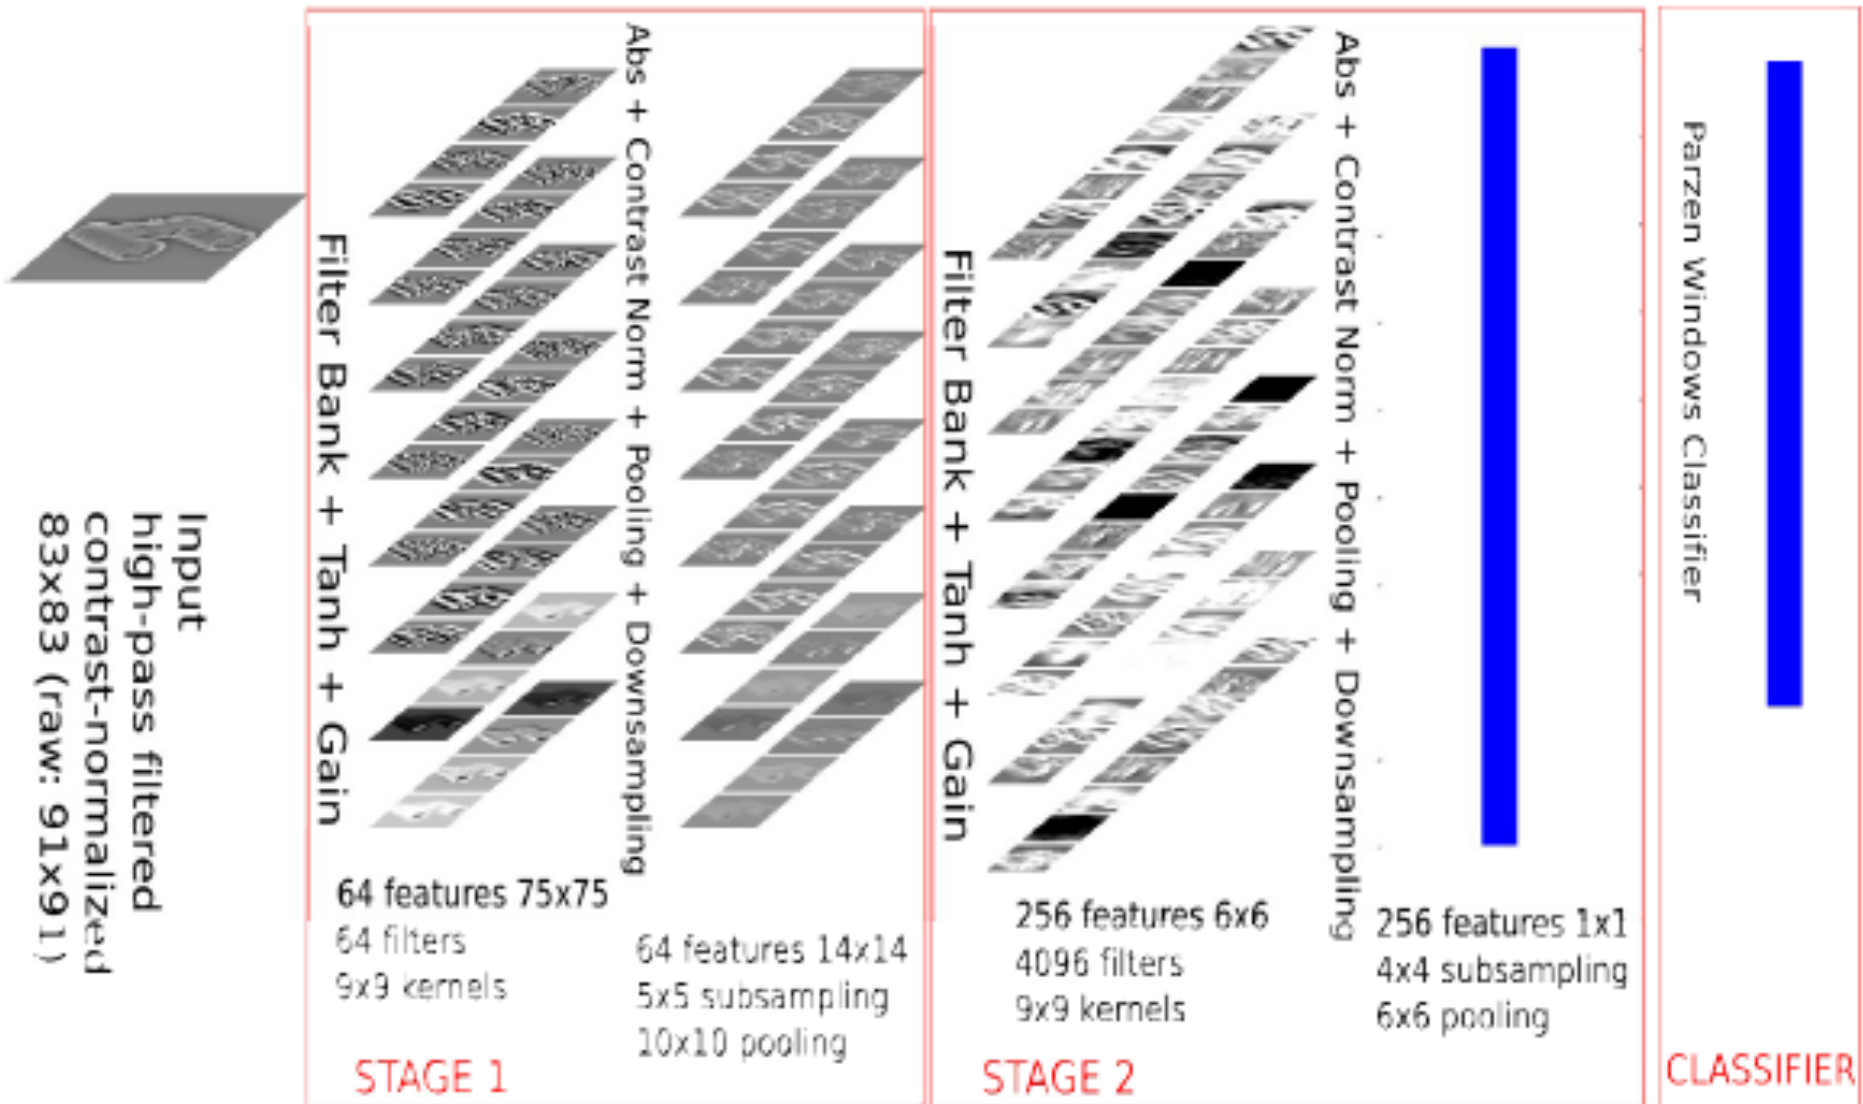 Input
high-pass filtered
contrast-normalized
83x83 (raw: 91x91)
Filter Bank + Tanh + Gain
64 features 75x75
64 filters
9x9 kernels
Abs + Contrast Norm + Pooling + Downsampling
64 features 14x14
5x5 subsampling
10x10 pooling
STAGE 1
Filter Bank + Tanh + Gain
256 features 6x6
4096 filters
9x9 kernels
Abs + Contrast Norm + Pooling + Downsampling
256 features 1x1
4x4 subsampling
6x6 pooling
STAGE 2
Parzen Windows Classifier
CLASSIFIER